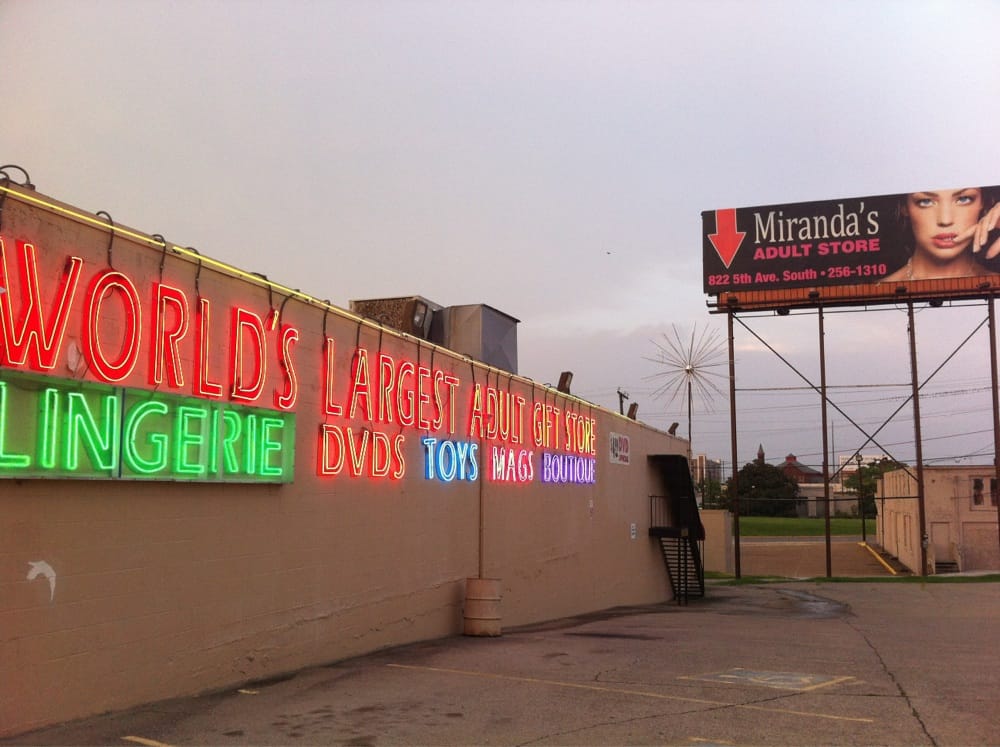 WORLD'S LARGEST ADULT GIFT STORE
LINGERIE DVDS TOYS MAGS BOUTIQUE
DVD
Miranda's
ADULT STORE
822 5th Ave. South • 256-1310